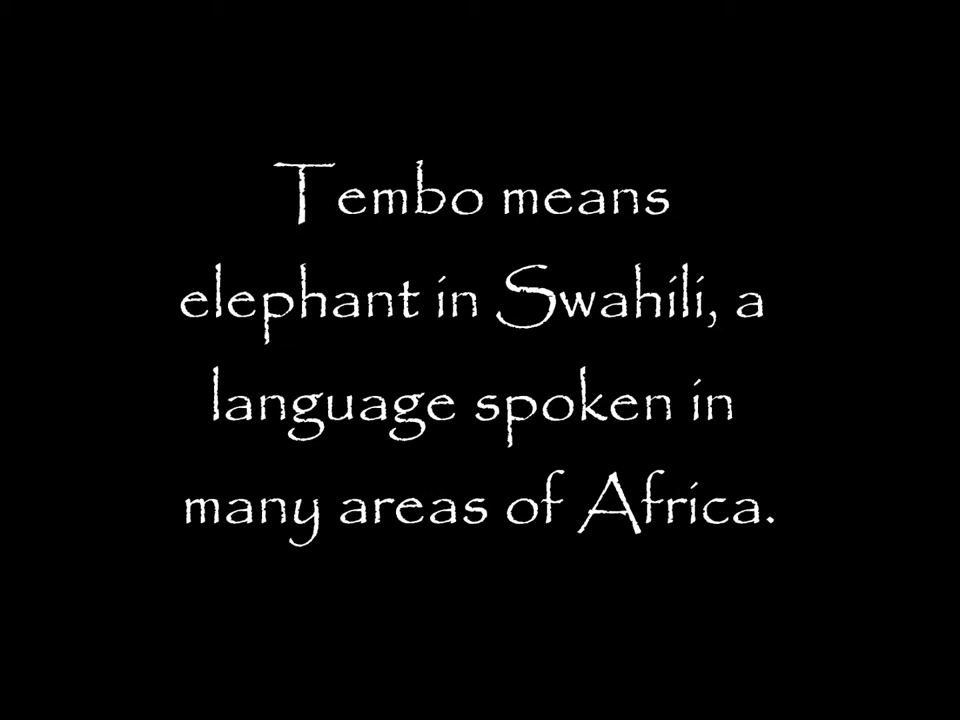 Tembo means
elephant in Swahili, a
language spoken in
many areas of Africa.